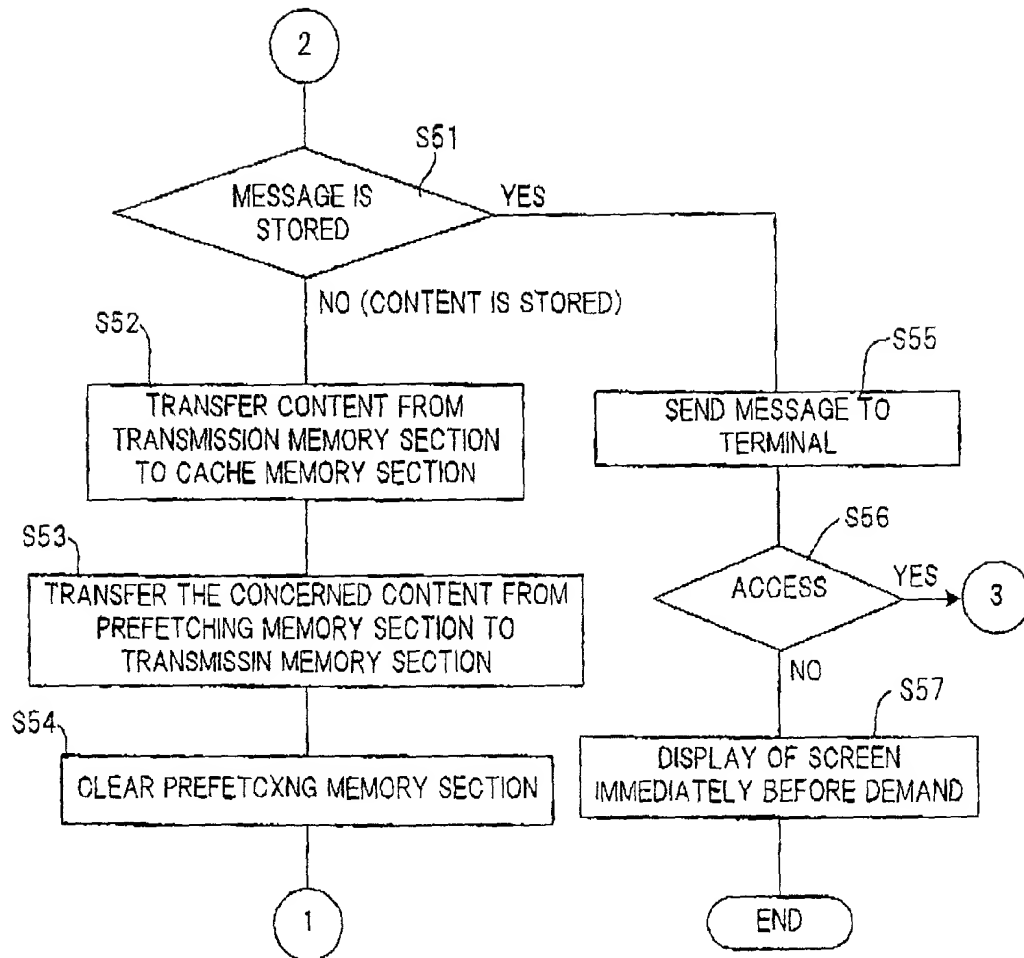 2
S51
MESSAGE IS
STORED
YES
NO (CONTENT IS STORED)
S52
TRANSFER CONTENT FROM
TRANSMISSION MEMORY SECTION
TO CACHE MEMORY SECTION
S55
SEND MESSAGE TO
TERMINAL
S53
TRANSFER THE CONCERNED CONTENT FROM
PREFETCHING MEMORY SECTION TO
TRANSMISSIN MEMORY SECTION
S56
ACCESS
YES
3
NO
S54
CLEAR PREFETCXNG MEMORY SECTION
S57
DISPLAY OF SCREEN
IMMEDIATELY BEFORE DEMAND
1
END